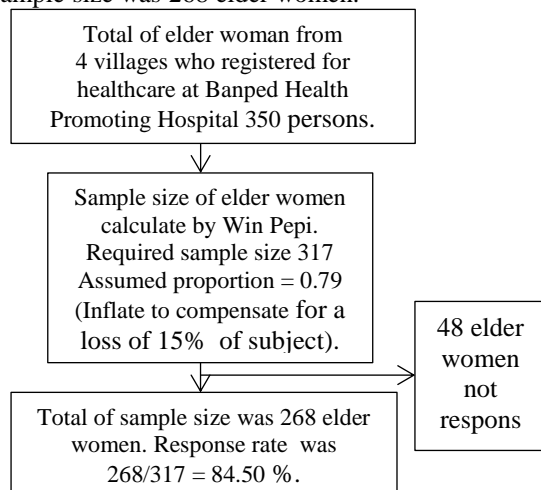 ample size was 268 elder women.
Total of elder woman from
4 villages who registered for
healthcare at Banped Health
Promoting Hospital 350 persons.
Sample size of elder women
calculate by Win Pepi.
Required sample size 317
Assumed proportion = 0.79
(Inflate to compensate for a
loss of 15% of subject).
48 elder
women
not
respons
Total of sample size was 268 elder
women. Response rate was
268/317 = 84.50 %.